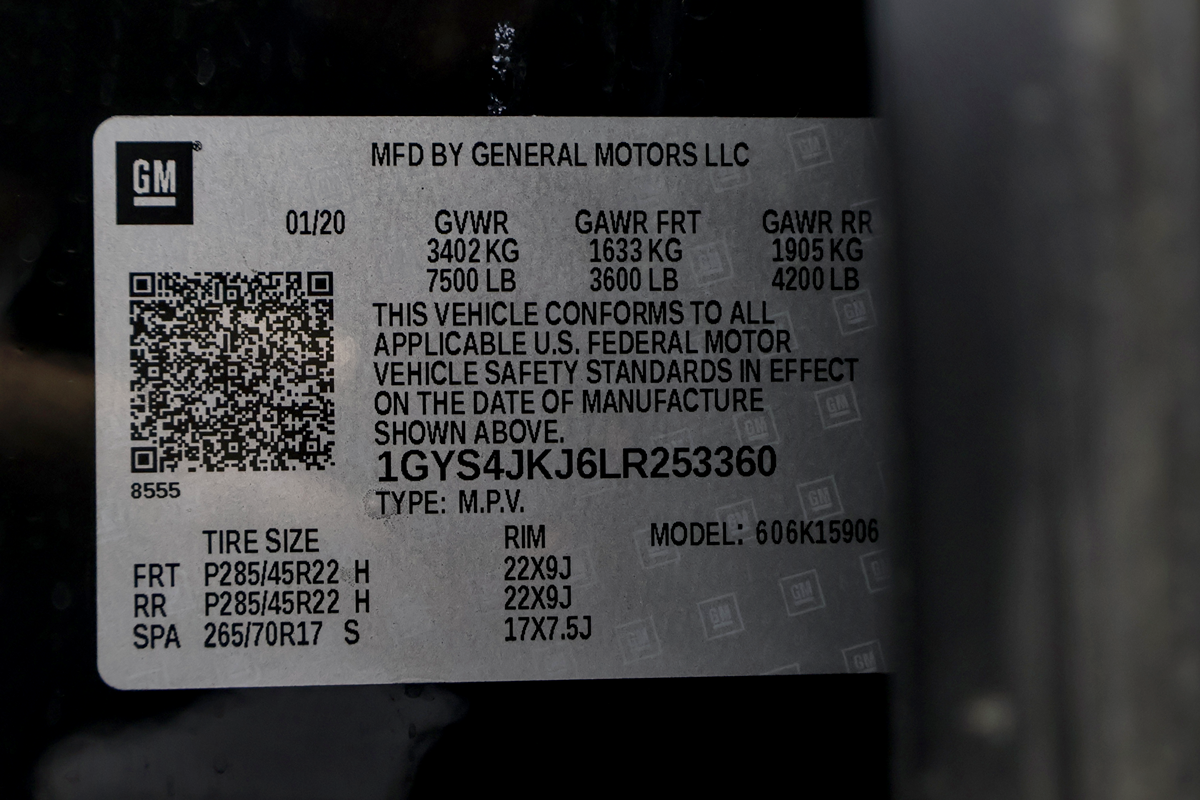 GM
MFD BY GENERAL MOTORS LLC
01/20 GVWR GAWR FRT GAWR RR
3402 KG 1633 KG 1905 KG
7500 LB 3600 LB 4200 LB
THIS VEHICLE CONFORMS TO ALL
APPLICABLE U.S. FEDERAL MOTOR
VEHICLE SAFETY STANDARDS IN EFFECT
ON THE DATE OF MANUFACTURE
SHOWN ABOVE.
1GYS4JKJ6LR253360
8555
TYPE: M.P.V.
TIRE SIZE RIM MODEL: 606K15906
FRT P285/45R22 H 22X9J
RR P285/45R22 H 22X9J
SPA 265/70R17 S 17X7.5J